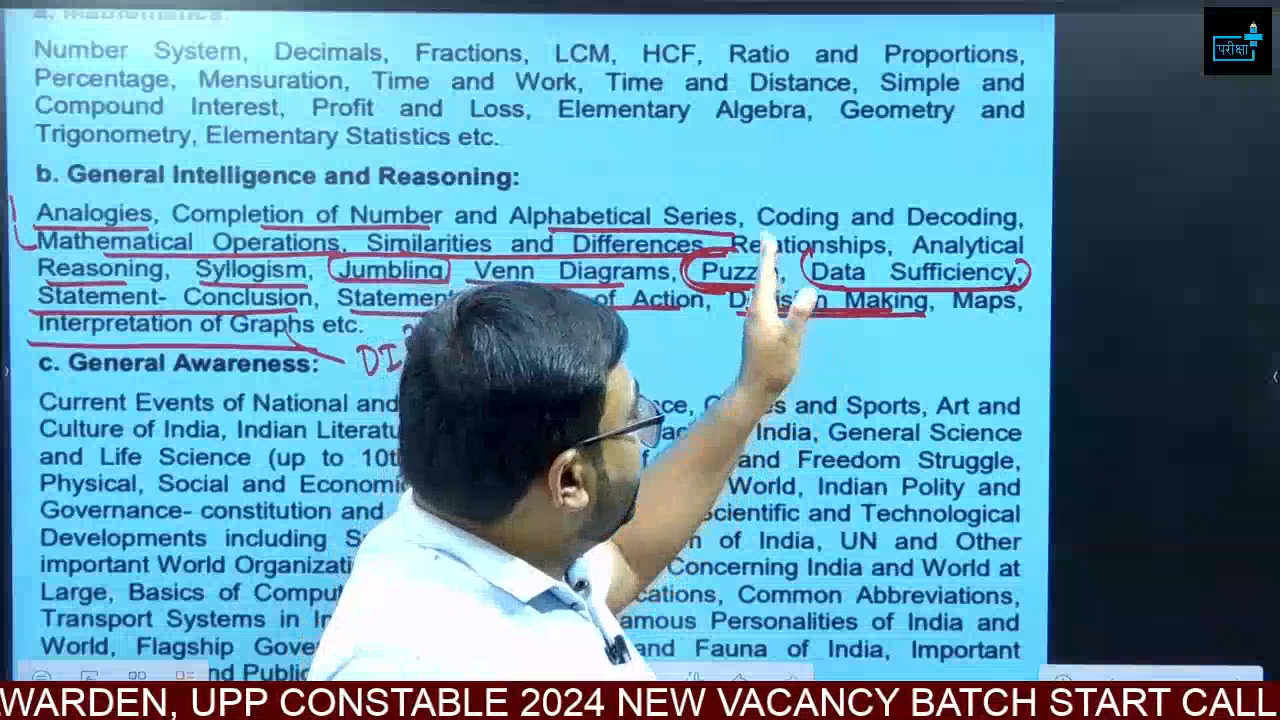 a. Mathematics:
परीक्षा
Number System, Decimals, Fractions, LCM, HCF, Ratio and Proportions,
Percentage, Mensuration, Time and Work, Time and Distance, Simple and
Compound Interest, Profit and Loss, Elementary Algebra, Geometry and
Trigonometry, Elementary Statistics etc.
b. General Intelligence and Reasoning:
Analogies, Completion of Number and Alphabetical Series, Coding and Decoding,
Mathematical Operations, Similarities and Differences, Relationships, Analytical
Reasoning, Syllogism, Jumbling, Venn Diagrams, Data Sufficiency,
Statement- Conclusion, of Action, Making, Maps,
Interpretation of Graphs etc.
DI
c. General Awareness:
Current Events of National and and Sports, Art and
Culture of India, Indian India, General Science
and Life Science (up to and Freedom Struggle,
Physical, Social and World, Indian Polity and
Governance- constitution and Scientific and Technological
Developments including of India, UN and Other
important World Concerning India and World at
Large, Basics of Common Abbreviations,
Transport Systems in Personalities of India and
World, Flagship and Fauna of India, Important
and
WARDEN, UPP CONSTABLE 2024 NEW VACANCY BATCH START CALL